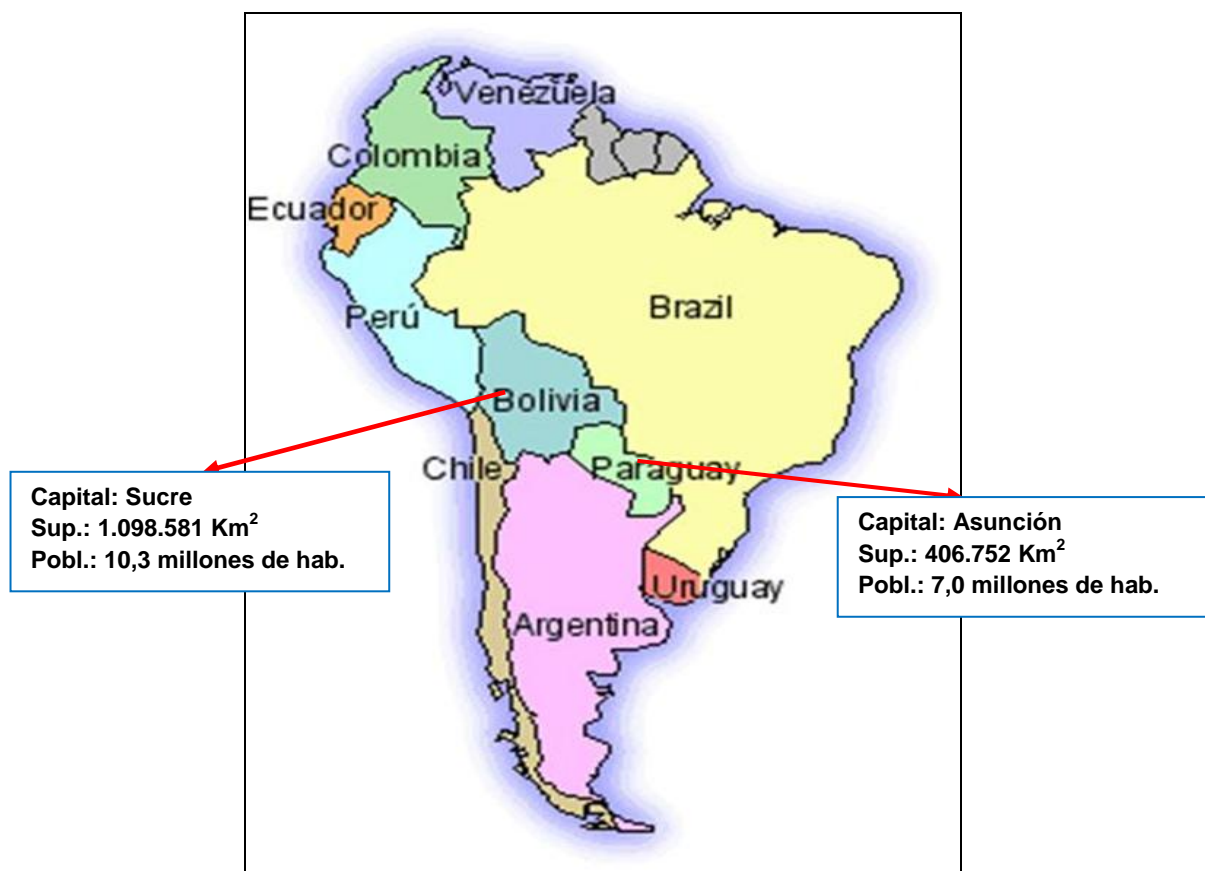 Venezuela
Colombia
Ecuador
Brazil
Perú
Bolivia
Chile
Paraguay
Capital: Sucre
Sup.: 1.098.581 Km²
Pobl.: 10,3 millones de hab.
Capital: Asunción
Sup.: 406.752 Km²
Pobl.: 7,0 millones de hab.
Uruguay
Argentina